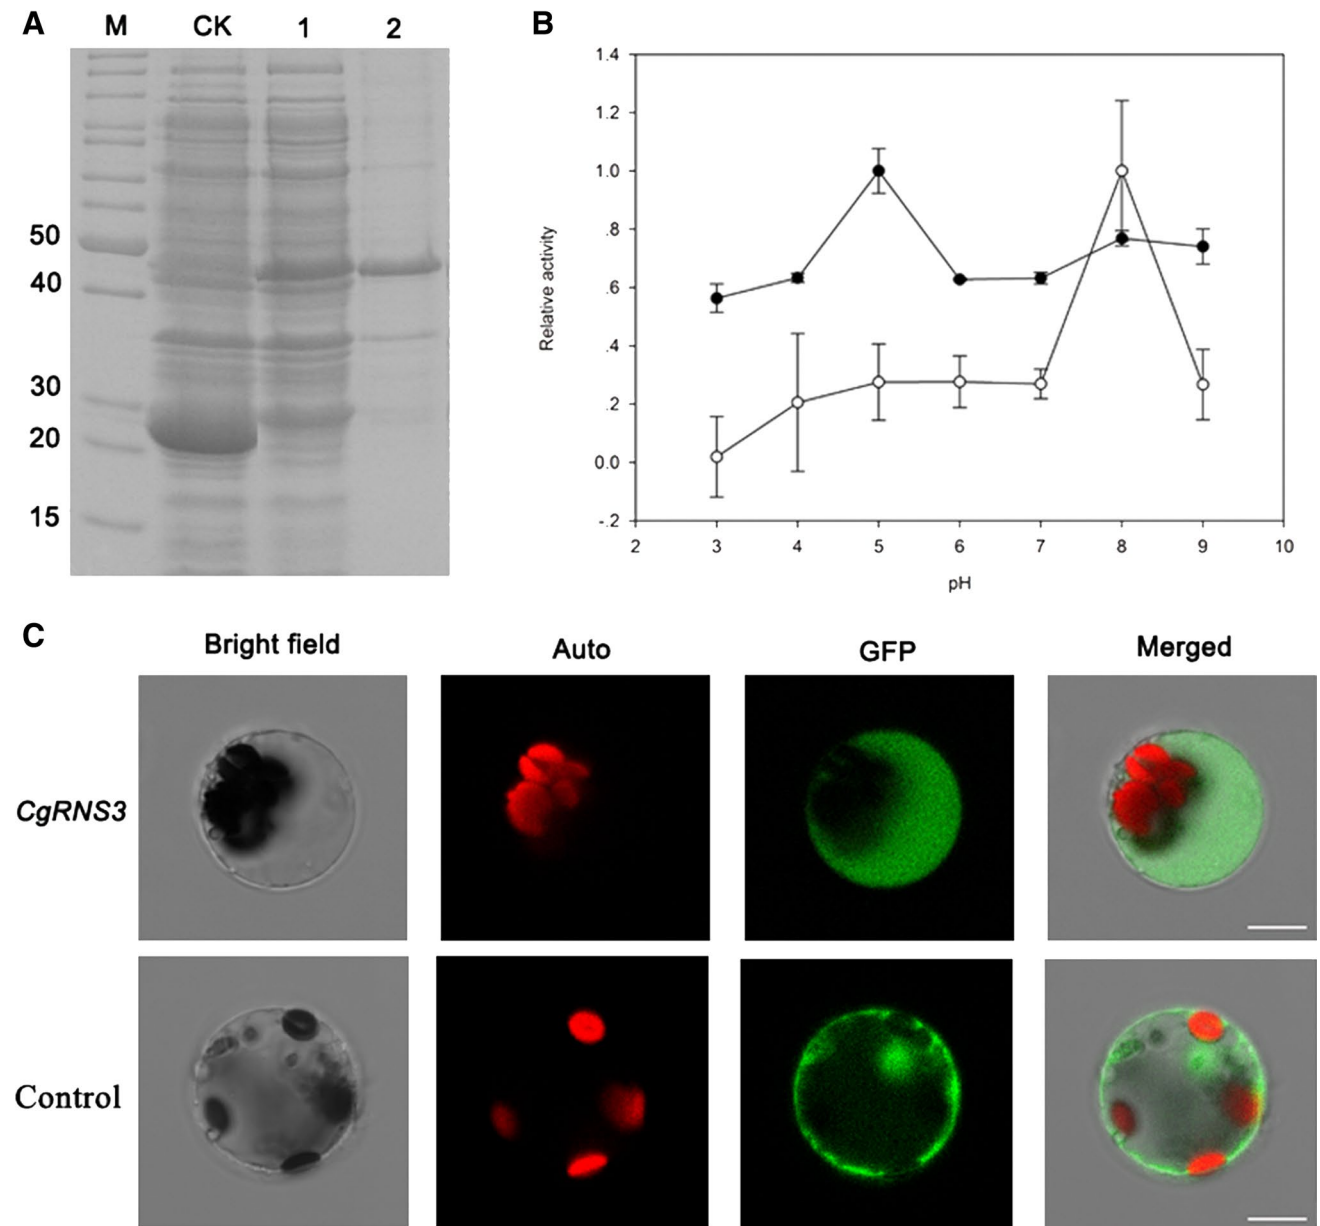 A
M CK 1 2
50
40
30
20
15
B
1.4
1.2
1.0
.8
.6
.4
.2
0.0
-.2
Relative activity
2 3 4 5 6 7 8 9 10
pH
C
Bright field Auto GFP Merged
CgRNS3
Control